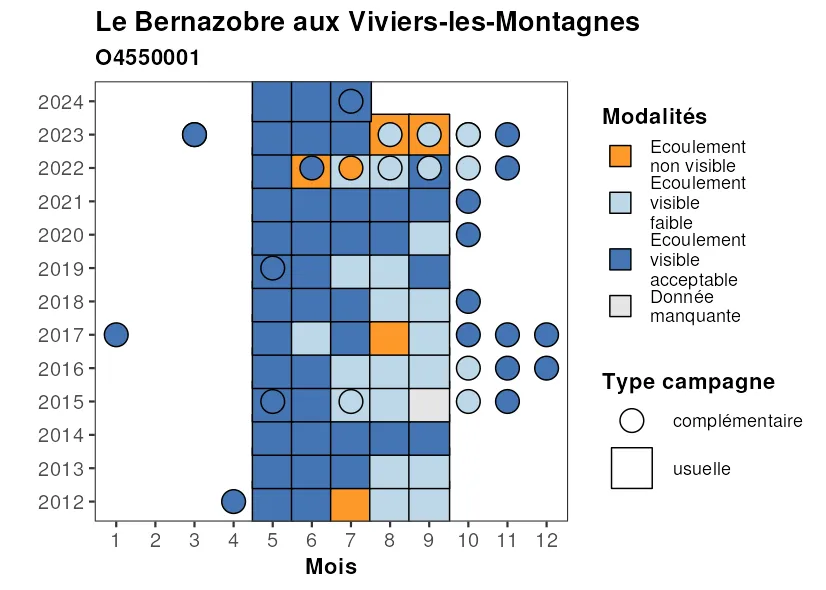 Le Bernazobre aux Viviers-les-Montagnes
O4550001
2024
2023
2022
2021
2020
2019
2018
2017
2016
2015
2014
2013
2012
1 2 3 4 5 6 7 8 9 10 11 12
Mois
Modalités
Ecoulement
non visible
Ecoulement
visible
faible
Ecoulement
visible
acceptable
Donnée
manquante
Type campagne
complémentaire
usuelle